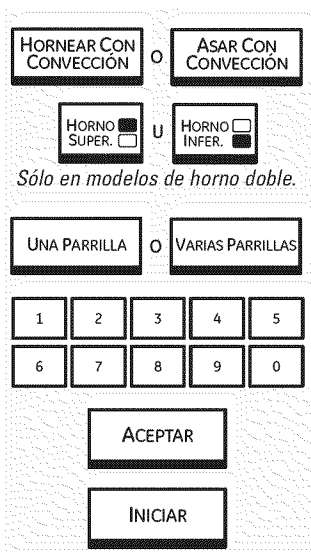 HORNEAR CON O ASAR CON
CONVECCIÓN CONVECCIÓN
HORNO U HORNO
SUPER. INFER.
Sólo en modelos de horno doble.
UNA PARRILLA O VARIAS PARRILLAS
1 2 3 4 5
6 7 8 9 0
ACEPTAR
INICIAR